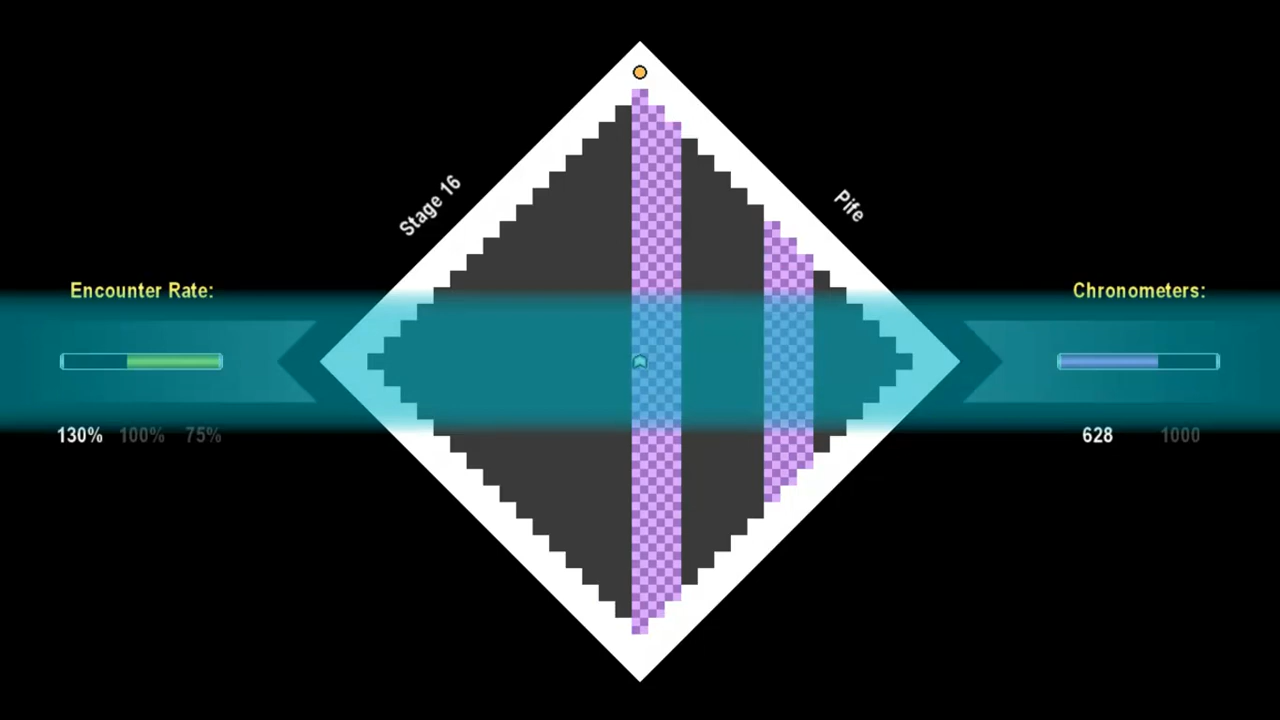 Stage 16
Pife
Encounter Rate:
130% 100% 75%
Chronometers:
628 1000